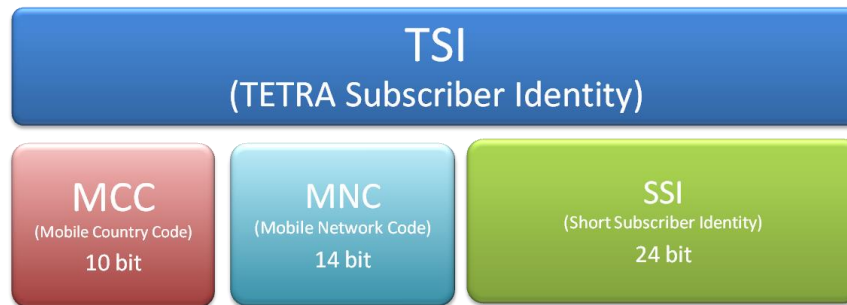 TSI
(TETRA Subscriber Identity)
MCC
(Mobile Country Code)
10 bit
MNC
(Mobile Network Code)
14 bit
SSI
(Short Subscriber Identity)
24 bit